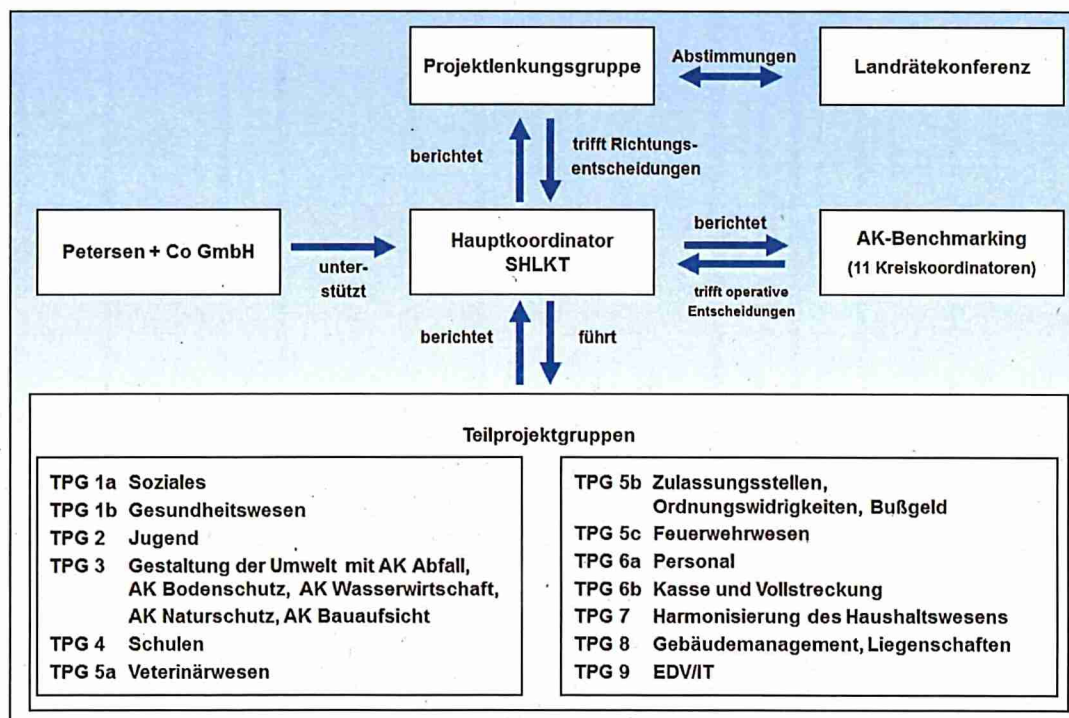 Projektlenkungsgruppe
Abstimmungen
Landrätekonferenz
berichtet
trifft Richtungs-
entscheidungen
Petersen + Co GmbH
unter-
stützt
Hauptkoordinator
SHLKT
berichtet
trifft operative
Entscheidungen
AK-Benchmarking
(11 Kreiskoordinatoren)
berichtet
führt
Teilprojektgruppen
TPG 1a Soziales
TPG 1b Gesundheitswesen
TPG 2 Jugend
TPG 3 Gestaltung der Umwelt mit AK Abfall,
AK Bodenschutz, AK Wasserwirtschaft,
AK Naturschutz, AK Bauaufsicht
TPG 4 Schulen
TPG 5a Veterinärwesen
TPG 5b Zulassungsstellen,
Ordnungswidrigkeiten, Bußgeld
TPG 5c Feuerwehrwesen
TPG 6a Personal
TPG 6b Kasse und Vollstreckung
TPG 7 Harmonisierung des Haushaltswesens
TPG 8 Gebäudemanagement, Liegenschaften
TPG 9 EDV/IT